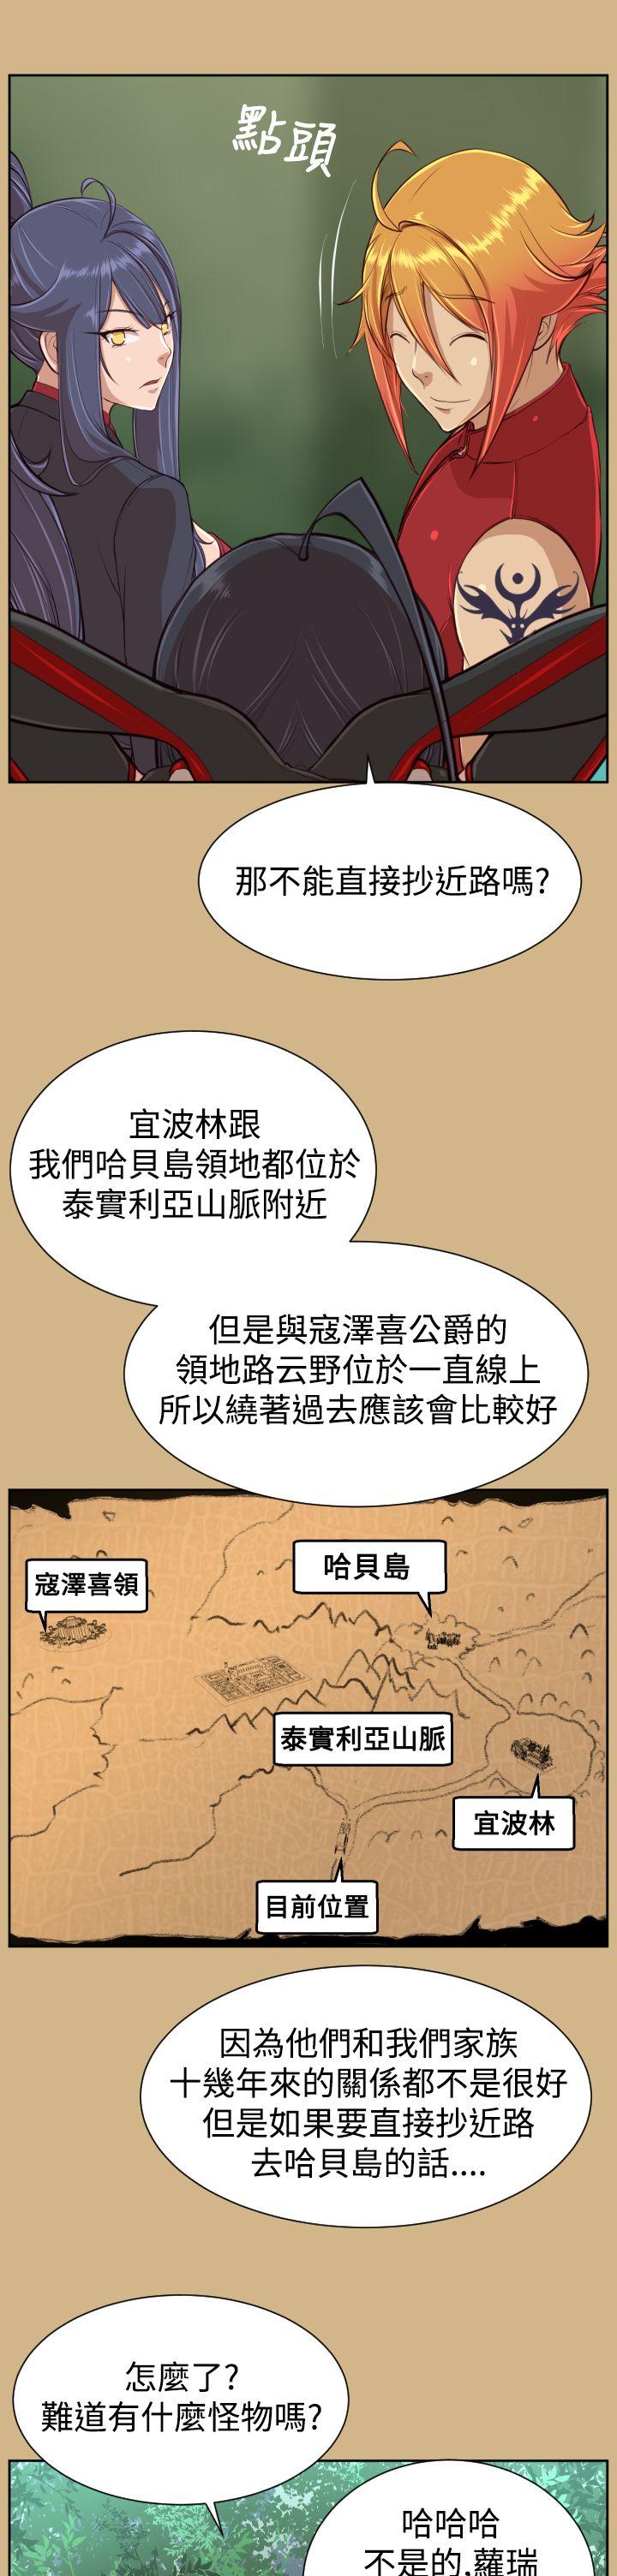 點頭
那不能直接抄近路嗎?
宜波林跟
我們哈貝島領地都位於
泰實利亞山脈附近
但是與寇澤喜公爵的
領地路云野位於一直線上
所以繞著過去應該會比較好
寇澤喜領
哈貝島
泰實利亞山脈
宜波林
目前位置
因為他們和我們家族
十幾年來的關係都不是很好
但是如果要直接抄近路
去哈貝島的話....
怎麼了?
難道有什麼怪物嗎?
哈哈哈
不是的,蘿瑞